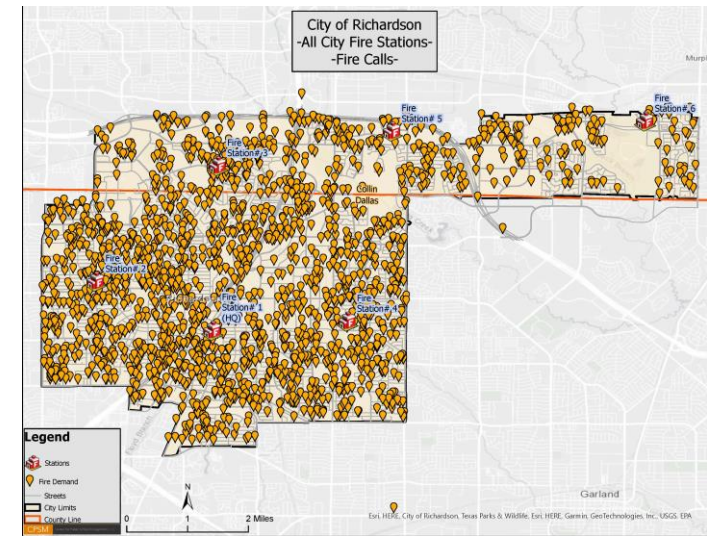 City of Richardson
-All City Fire Stations-
-Fire Calls-
Murp
Fire
Station# 6
Fire
Station# 5
Fire
Station# 3
Collin
Dallas
Fire
Station# 2
Fire
Station# 1
(HQ)
Fire
Station# 4
Legend
Stations
Fire Demand
Streets
City Limits
County Line
CPSM
N
0 1 2 Miles
Garland
Esri, HERE, City of Richardson, Texas Parks & Wildlife, Esri, HERE, Garmin, GeoTechnologies, Inc., USGS, EPA